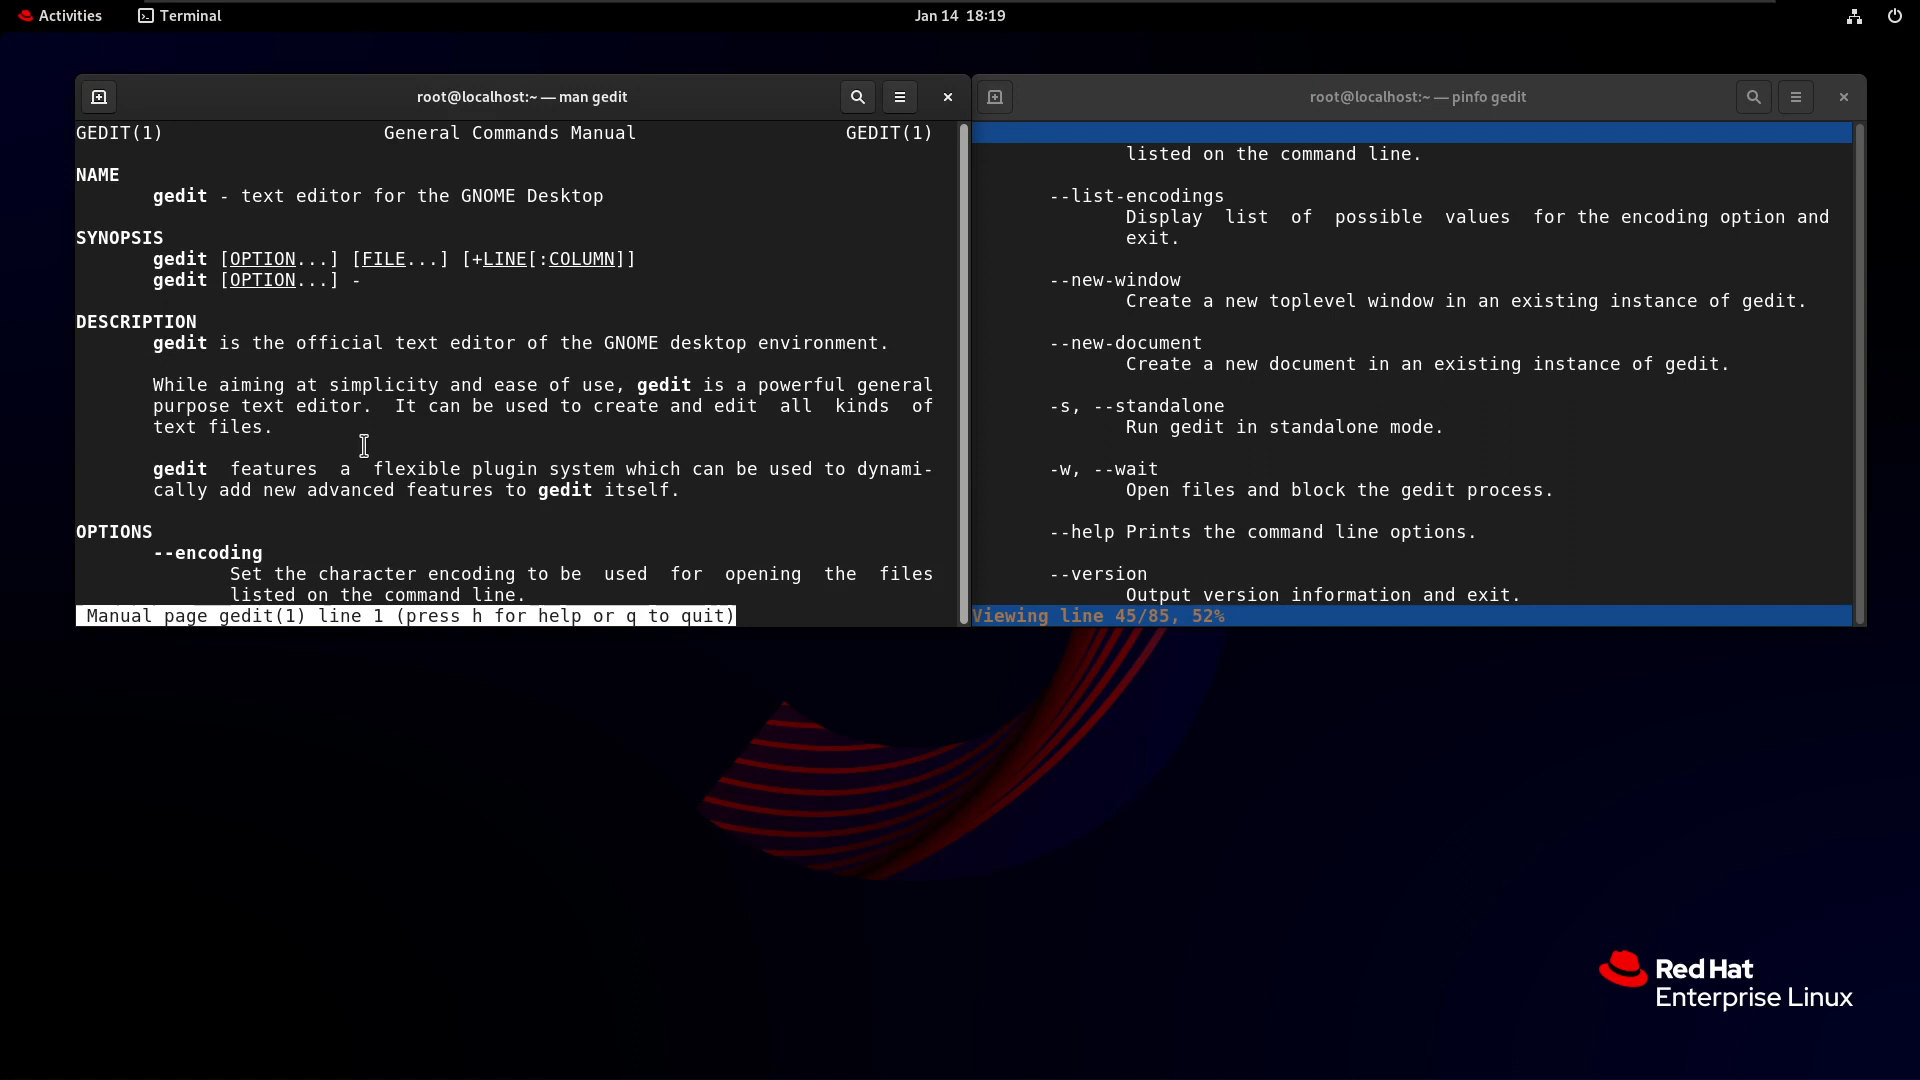 Activities
Terminal
Jan 14 18:19
root@localhost:~ — man gedit
GEDIT(1) General Commands Manual GEDIT(1)
NAME
gedit - text editor for the GNOME Desktop
SYNOPSIS
gedit [OPTION...] [FILE...] [+LINE[:COLUMN]]
gedit [OPTION...] -
DESCRIPTION
gedit is the official text editor of the GNOME desktop environment.
While aiming at simplicity and ease of use, gedit is a powerful general
purpose text editor. It can be used to create and edit all kinds of
text files.
gedit features a flexible plugin system which can be used to dynami-
cally add new advanced features to gedit itself.
OPTIONS
--encoding
Set the character encoding to be used for opening the files
listed on the command line.
Manual page gedit(1) line 1 (press h for help or q to quit)
root@localhost:~ — pinfo gedit
listed on the command line.
--list-encodings
Display list of possible values for the encoding option and
exit.
--new-window
Create a new toplevel window in an existing instance of gedit.
--new-document
Create a new document in an existing instance of gedit.
-s, --standalone
Run gedit in standalone mode.
-w, --wait
Open files and block the gedit process.
--help Prints the command line options.
--version
Output version information and exit.
Viewing line 45/85, 52%
Red Hat
Enterprise Linux